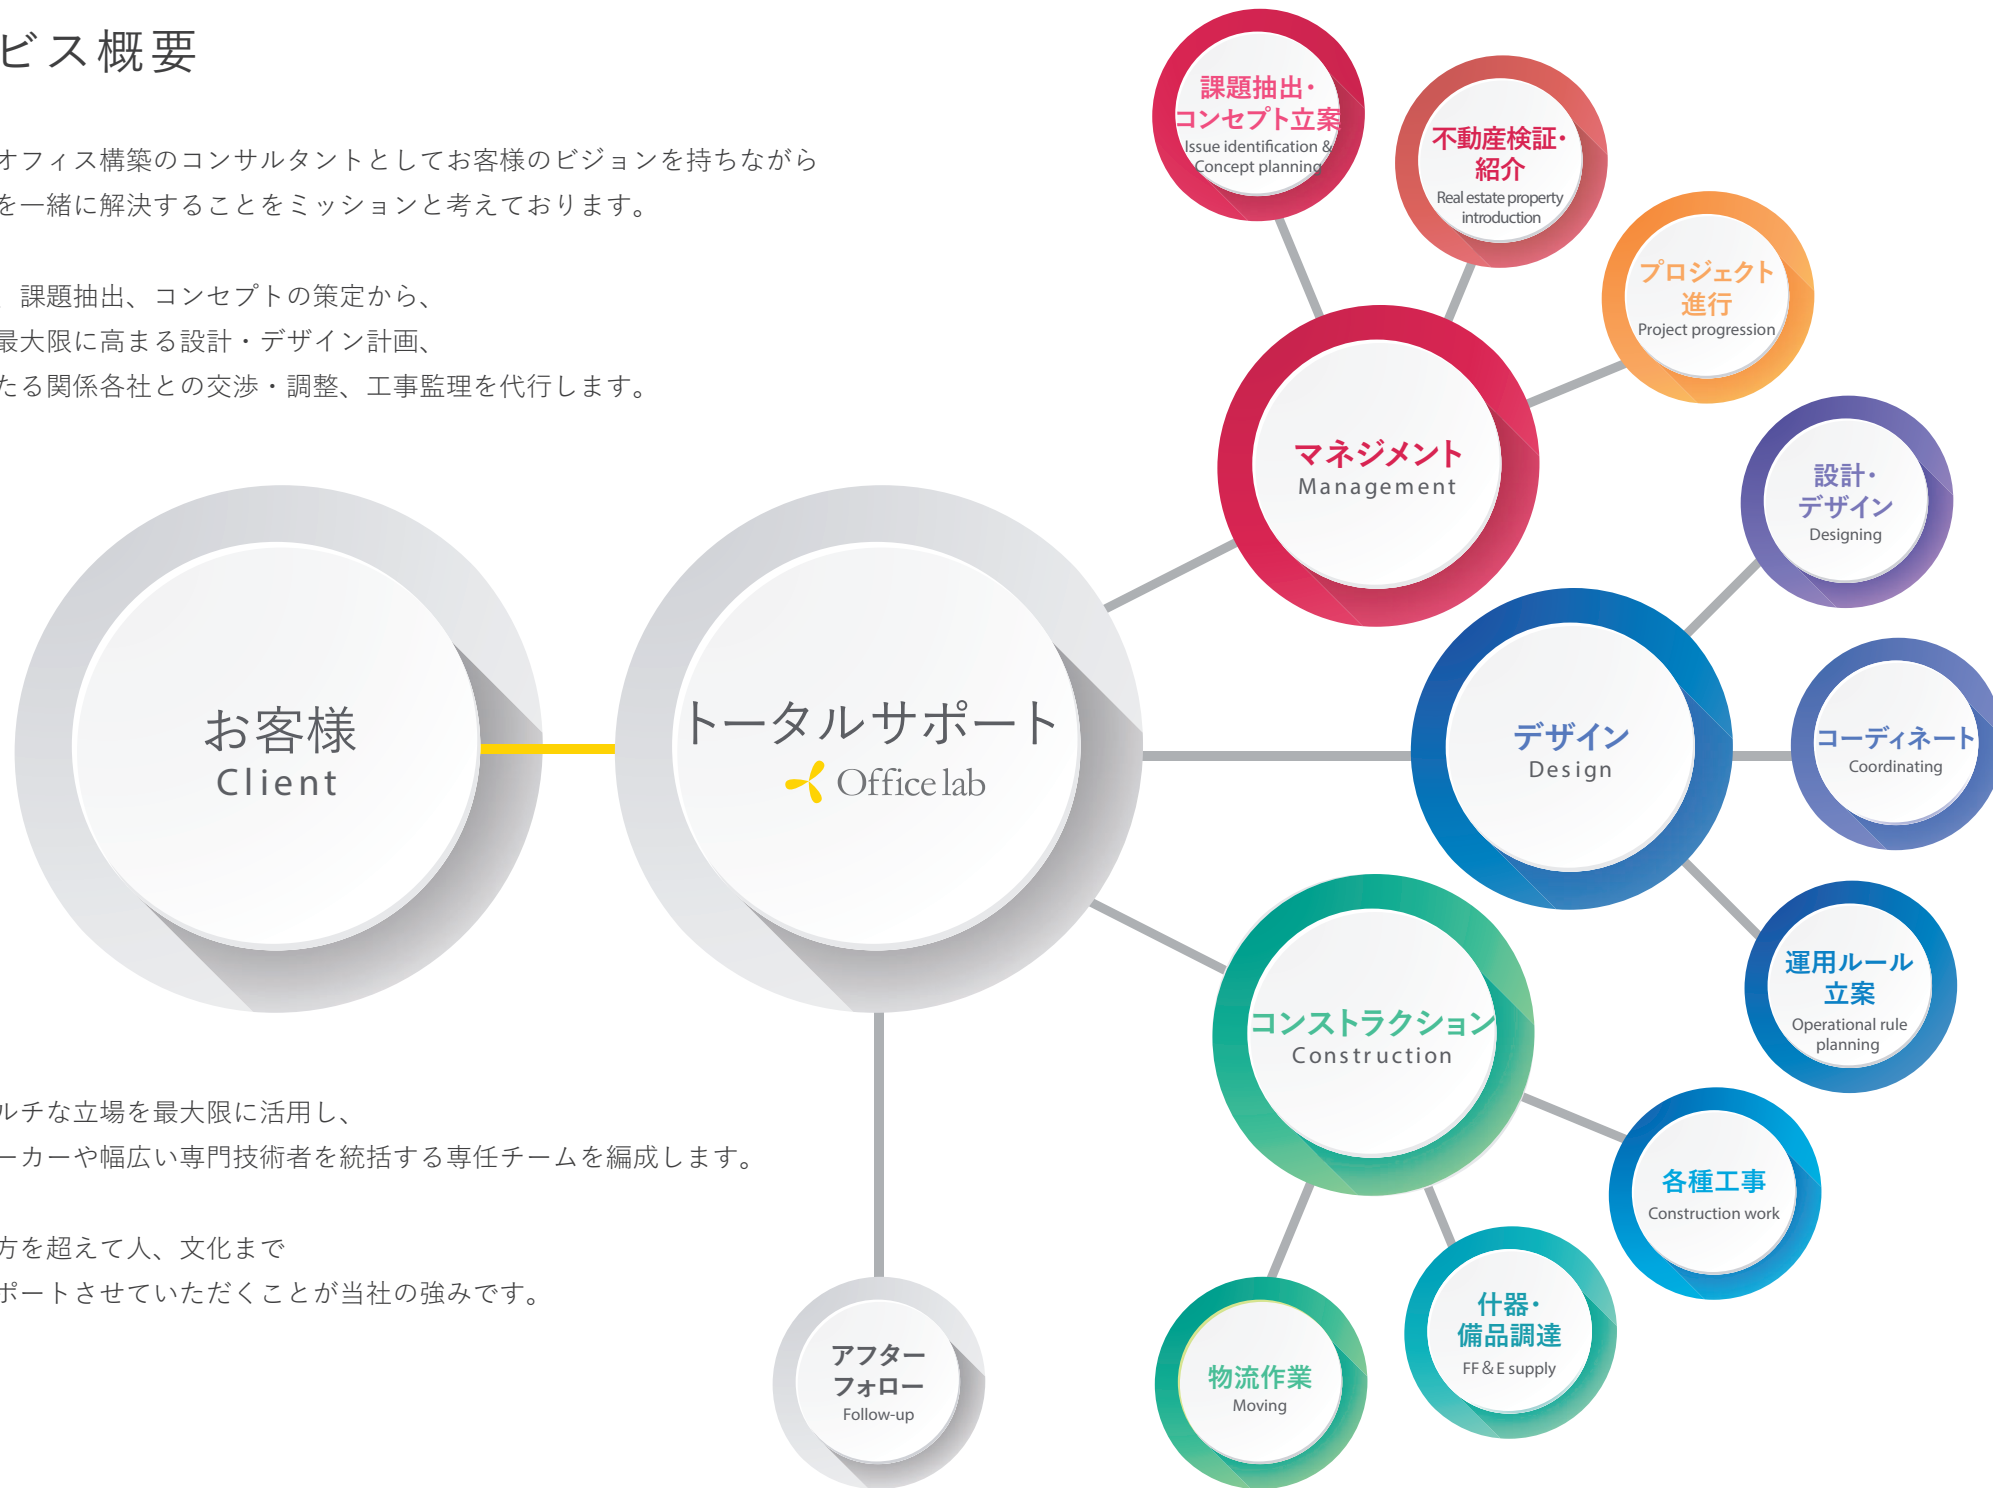 ビス概要
オフィス構築のコンサルタントとしてお客様のビジョンを持ちながら
を一緒に解決することをミッションと考えております。
課題抽出、コンセプトの策定から、
最大限に高まる設計・デザイン計画、
たる関係各社との交渉・調整、工事監理を代行します。
お客様
Client
トータルサポート
Office lab
マネジメント
Management
課題抽出・
コンセプト立案
Issue identification &
Concept planning
不動産検証・
紹介
Real estate property
introduction
プロジェクト
進行
Project progression
デザイン
Design
設計・
デザイン
Designing
コーディネート
Coordinating
運用ルール
立案
Operational rule
planning
コンストラクション
Construction
各種工事
Construction work
什器・
備品調達
FF & E supply
物流作業
Moving
アフター
フォロー
Follow-up
ルチな立場を最大限に活用し、
ーカーや幅広い専門技術者を統括する専任チームを編成します。
方を超えて人、文化まで
ポートさせていただくことが当社の強みです。